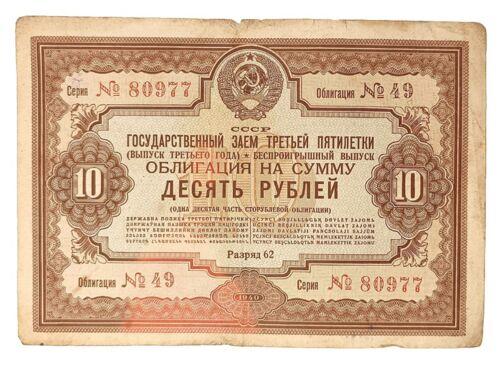 Серия № 80977
Облигация № 49
СССР
ГОСУДАРСТВЕННЫЙ ЗАЕМ ТРЕТЬЕЙ ПЯТИЛЕТКИ
(ВЫПУСК ТРЕТЬЕГО ГОДА) ★ БЕСПРОИГРЫШНЫЙ ВЫПУСК
ОБЛИГАЦИЯ НА СУММУ
10 ДЕСЯТЬ РУБЛЕЙ 10
(ОДНА ДЕСЯТАЯ ЧАСТЬ СТОРУБЛЕВОЙ ОБЛИГАЦИИ)
Разряд 62
Облигация № 49
Серия № 80977
1940